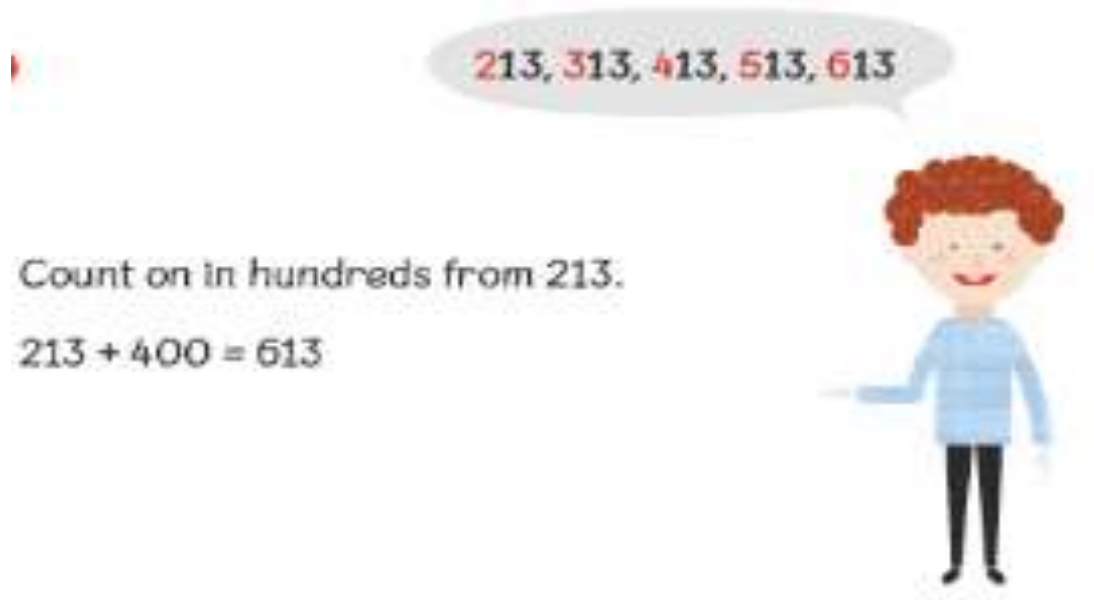 213, 313, 413, 513, 613
Count on in hundreds from 213.
213 + 400 = 613